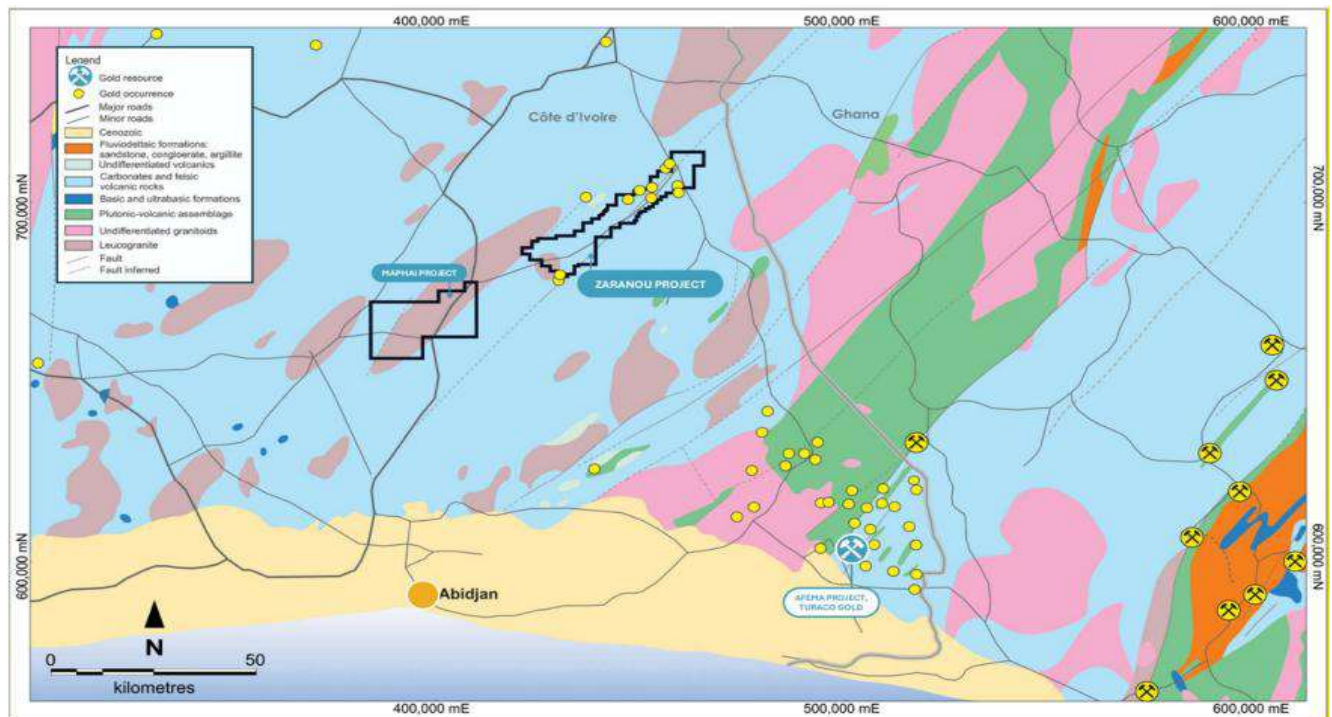 400,000 mE
500,000 mE
600,000 mE
Legend
Gold resource
Gold occurrence
Major roads
Minor roads
Cenozoic
Fluviodeltaic formations:
sandstone, conglcerate, argiltite
Undifferentiated volcanics
Carbonates and felsic
volcanic rocks
Basic and ultrabasic formations
Plutonic-volcanic assemblage
Undifferentiated granitoids
Leucogranite
Fault
Fault inferred
Côte d'Ivoire
Ghana
700,000 mN
700,000 mN
MAPHAI PROJECT
ZARANOU PROJECT
600,000 mN
600,000 mN
Abidjan
AFEMA PROJECT,
TURACO GOLD
N
0
50
kilometres
400,000 mE
500,000 mE
600,000 mE